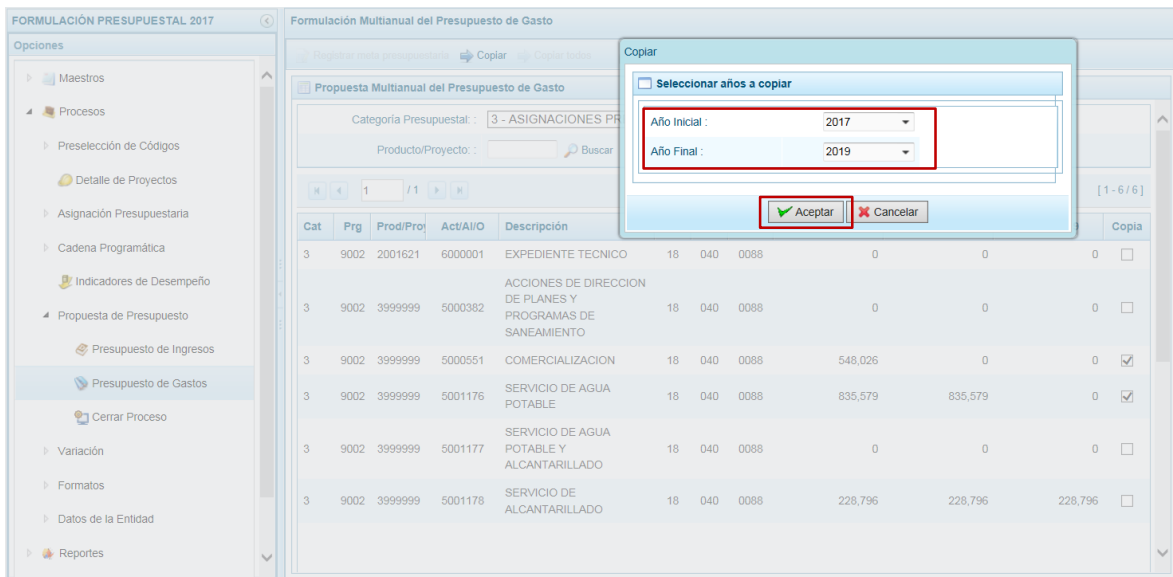 FORMULACIÓN PRESUPUESTAL 2017
Opciones
Maestros
Procesos
Preselección de Códigos
Detalle de Proyectos
Asignación Presupuestaria
Cadena Programática
Indicadores de Desempeño
Propuesta de Presupuesto
Presupuesto de Ingresos
Presupuesto de Gastos
Cerrar Proceso
Variación
Formatos
Datos de la Entidad
Reportes
Formulación Multianual del Presupuesto de Gasto
Registrar meta presupuestaria Copiar Copiar todos
Propuesta Multianual del Presupuesto de Gasto
Categoría Presupuestal: : 3 - ASIGNACIONES PR
Producto/Proyecto: : Buscar
1 / 1 [ 1 - 6 / 6 ]
Cat Prg Prod/Proy Act/AI/O Descripción Copia
3 9002 2001621 6000001 EXPEDIENTE TECNICO 18 040 0088 0 0 0
3 9002 3999999 5000382 ACCIONES DE DIRECCION DE PLANES Y PROGRAMAS DE SANEAMIENTO 18 040 0088 0 0 0
3 9002 3999999 5000551 COMERCIALIZACION 18 040 0088 548,026 0 0
3 9002 3999999 5001176 SERVICIO DE AGUA POTABLE 18 040 0088 835,579 835,579 0
3 9002 3999999 5001177 SERVICIO DE AGUA POTABLE Y ALCANTARILLADO 18 040 0088 0 0 0
3 9002 3999999 5001178 SERVICIO DE ALCANTARILLADO 18 040 0088 228,796 228,796 228,796
Copiar
Seleccionar años a copiar
Año Inicial : 2017
Año Final : 2019
Aceptar Cancelar